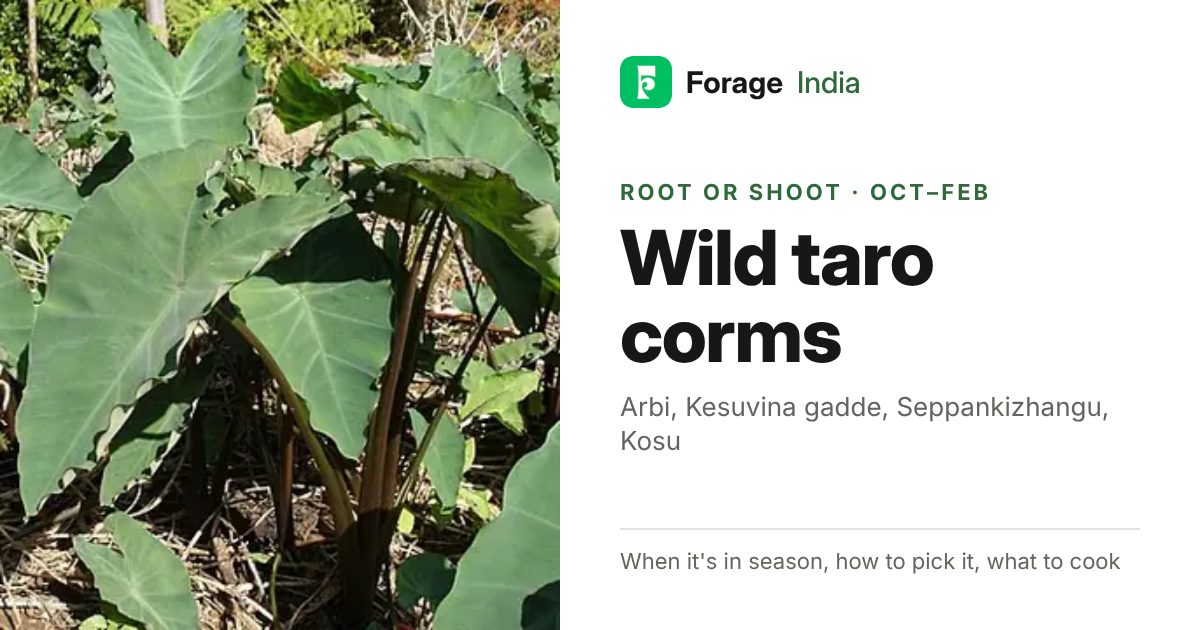 Forage India
ROOT OR SHOOT · OCT–FEB
Wild taro
corms
Arbi, Kesuvina gadde, Seppankizhangu,
Kosu
When it's in season, how to pick it, what to cook